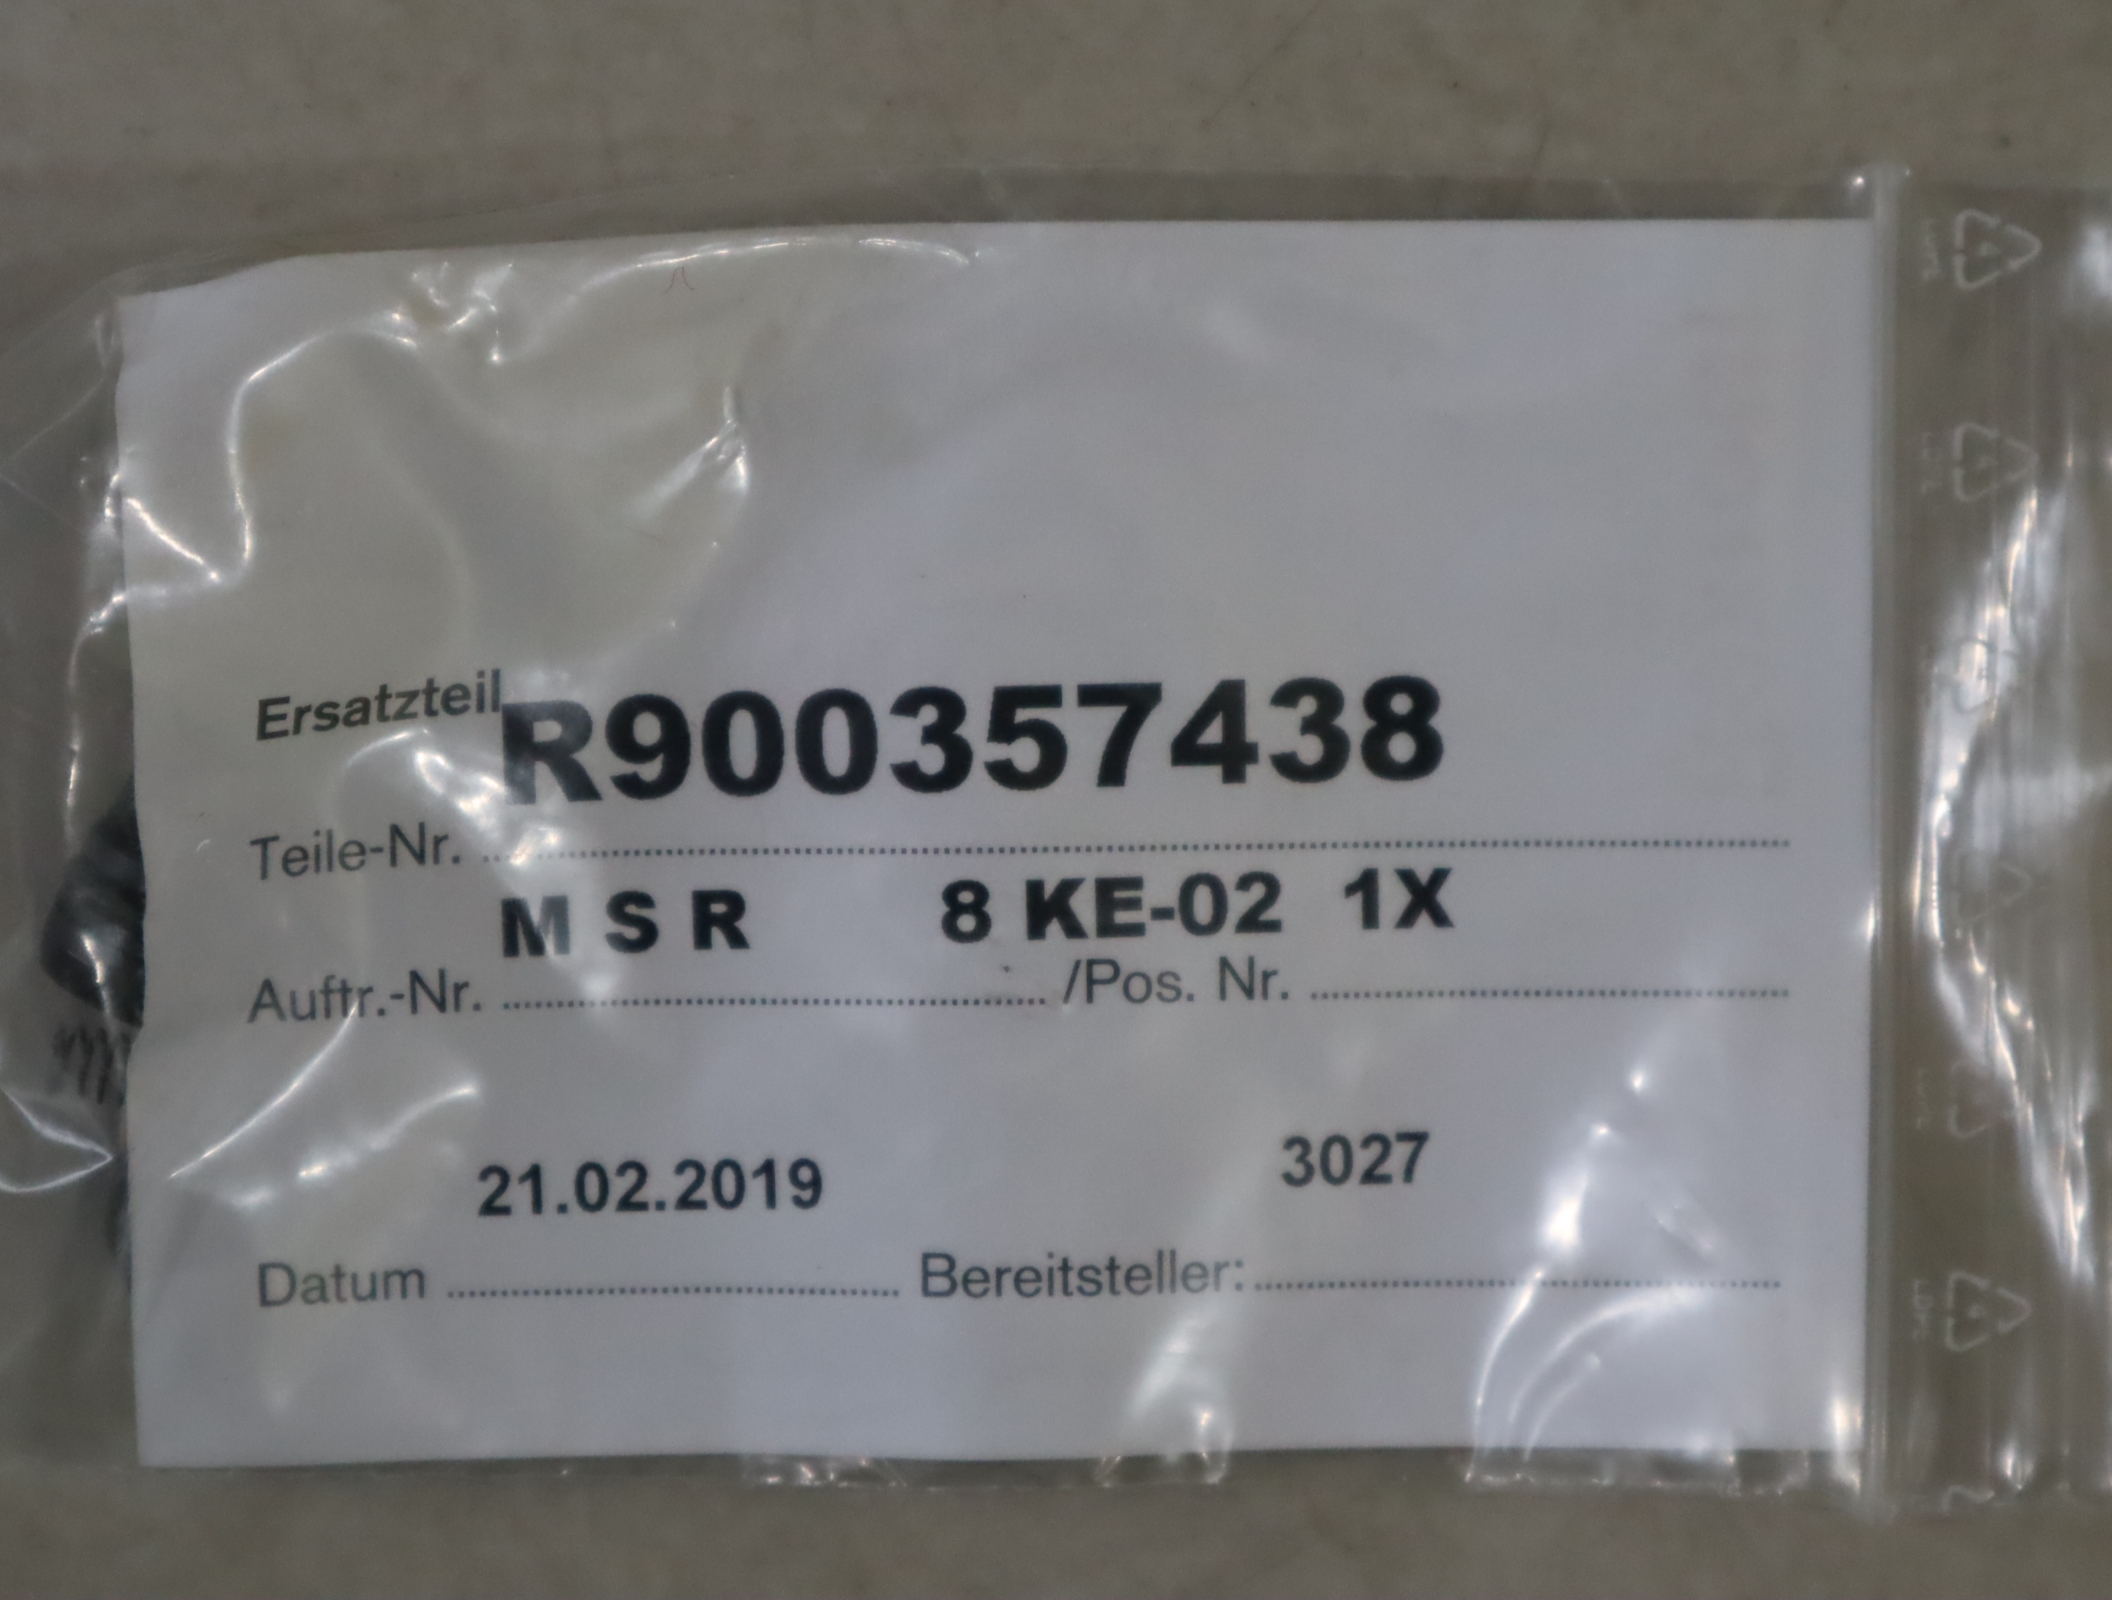 Ersatzteil R900357438
Teile-Nr.
M S R 8 KE-02 1X
Auftr.-Nr. /Pos. Nr.
21.02.2019 3027
Datum Bereitsteller: